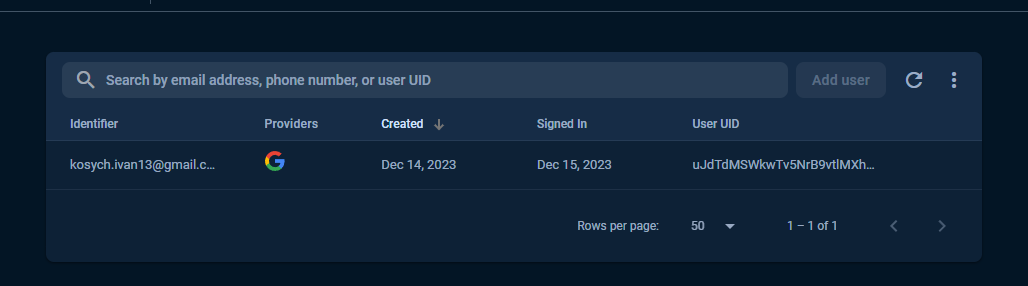 Search by email address, phone number, or user UID Add user
Identifier Providers Created Signed In User UID
kosych.ivan13@gmail.c... Dec 14, 2023 Dec 15, 2023 uJdTdMSWkwTv5NrB9vtlMXh...
Rows per page: 50 1 – 1 of 1